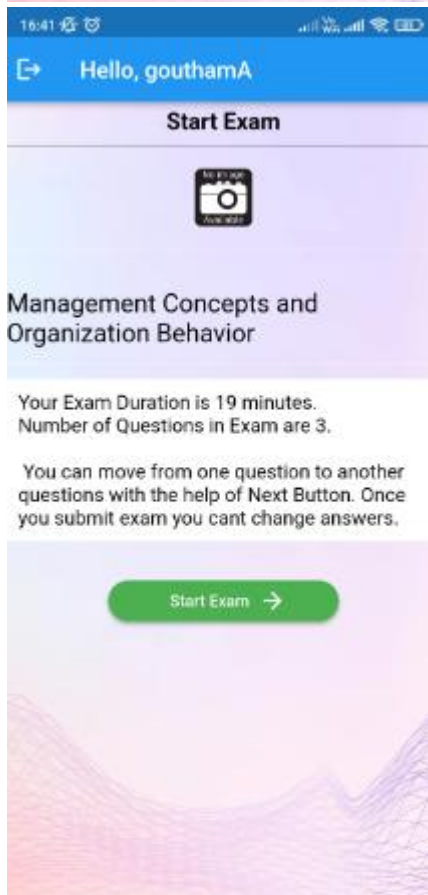 16:41
Hello, gouthamA
Start Exam
No image
Available
Management Concepts and
Organization Behavior
Your Exam Duration is 19 minutes.
Number of Questions in Exam are 3.
You can move from one question to another
questions with the help of Next Button. Once
you submit exam you cant change answers.
Start Exam